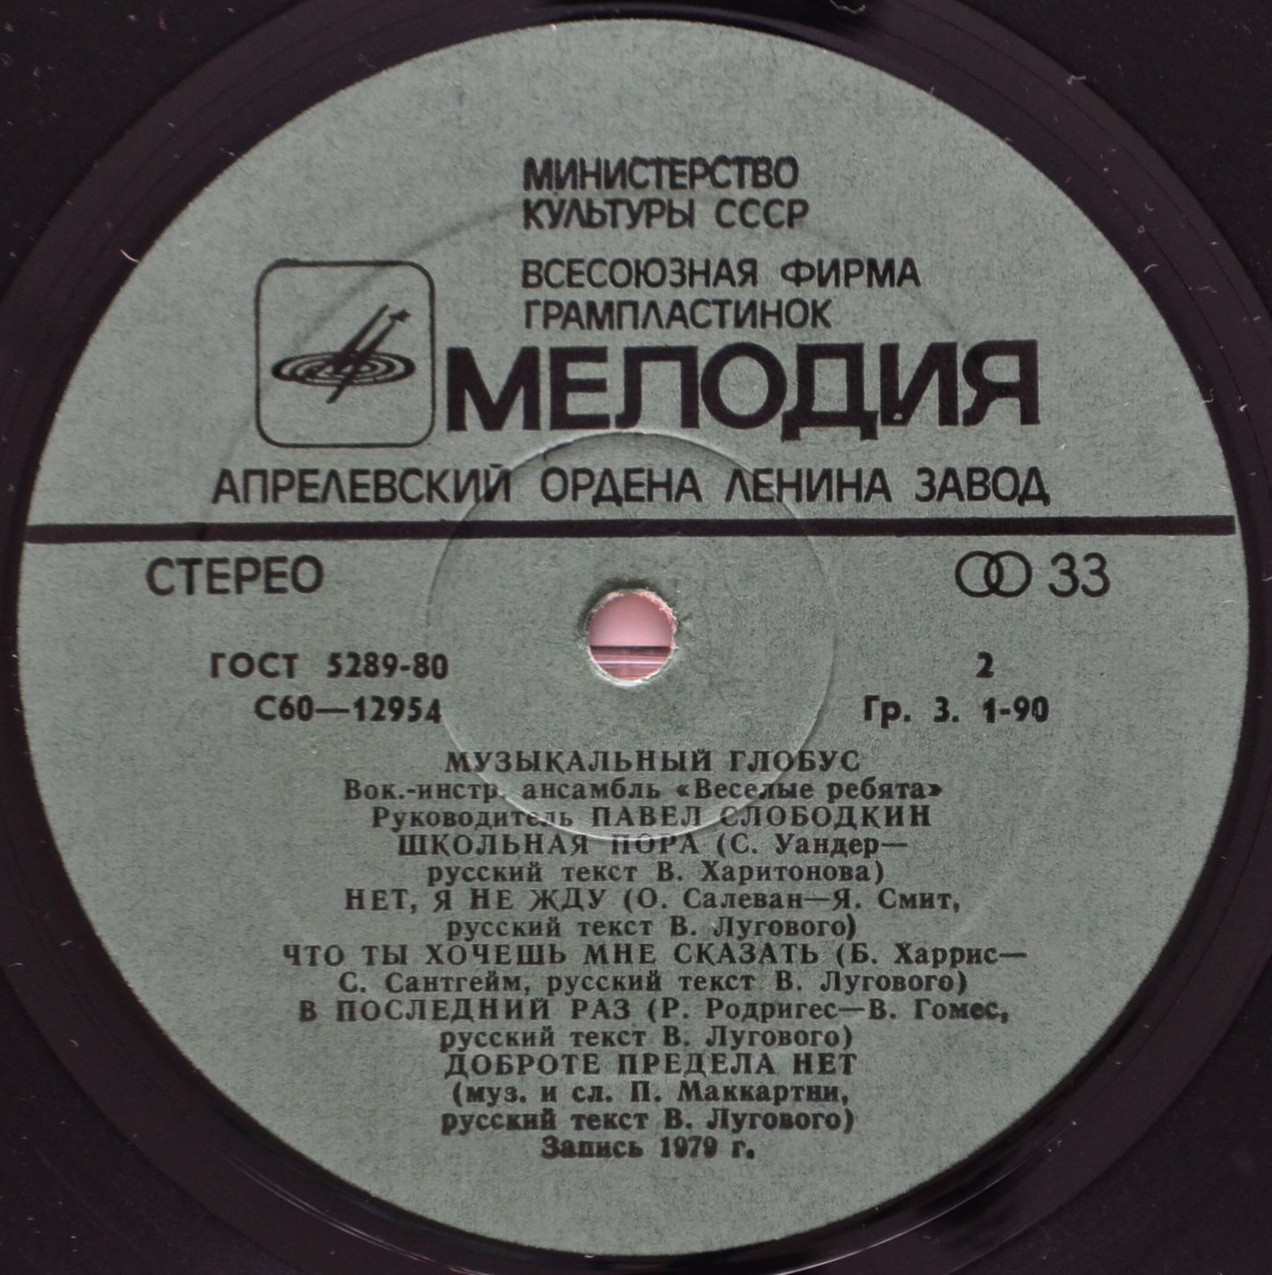 МИНИСТЕРСТВО
КУЛЬТУРЫ СССР
ВСЕСОЮЗНАЯ ФИРМА
ГРАМПЛАСТИНОК
МЕЛОДИЯ
АПРЕЛЕВСКИЙ ОРДЕНА ЛЕНИНА ЗАВОД
СТЕРЕО
33
ГОСТ 5289-80
2
С60—12954
Гр. 3. 1-90
МУЗЫКАЛЬНЫЙ ГЛОБУС
Вок.-инстр. ансамбль «Веселые ребята»
Руководитель ПАВЕЛ СЛОБОДКИН
ШКОЛЬНАЯ ПОРА (С. Уандер—
русский текст В. Харитонова)
НЕТ, Я НЕ ЖДУ (О. Салеван—Я. Смит,
русский текст В. Лугового)
ЧТО ТЫ ХОЧЕШЬ МНЕ СКАЗАТЬ (Б. Харрис—
С. Сантгейм, русский текст В. Лугового)
В ПОСЛЕДНИЙ РАЗ (Р. Родригес—В. Гомес,
русский текст В. Лугового)
ДОБРОТЕ ПРЕДЕЛА НЕТ
(муз. и сл. П. Маккартни,
русский текст В. Лугового)
Запись 1979 г.